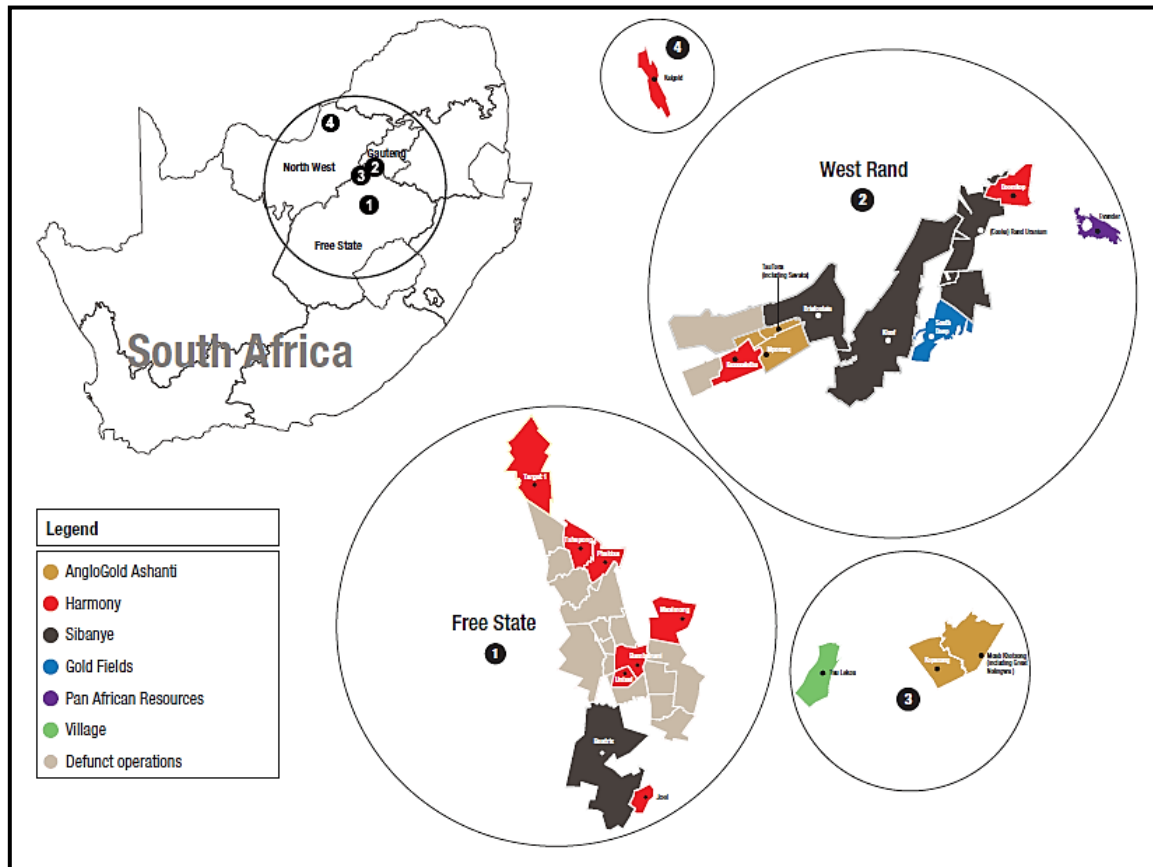 4
North West
Gauteng
2
3
1
Free State
South Africa
4
Kalgold
West Rand
2
Doornkop
Evander
(Cooke) Rand Uranium
TauTona
(including Savuka)
Driefontein
Kloof
South
Deep
Mponeng
Target 1
Tshepong
Phakisa
Masimong
Free State
1
Bambanani
Unisel
Beatrix
Joel
Tau Lekoa
Kopanang
Moab Khotsong
(including Great
Noligwa)
3
Legend
AngloGold Ashanti
Harmony
Sibanye
Gold Fields
Pan African Resources
Village
Defunct operations